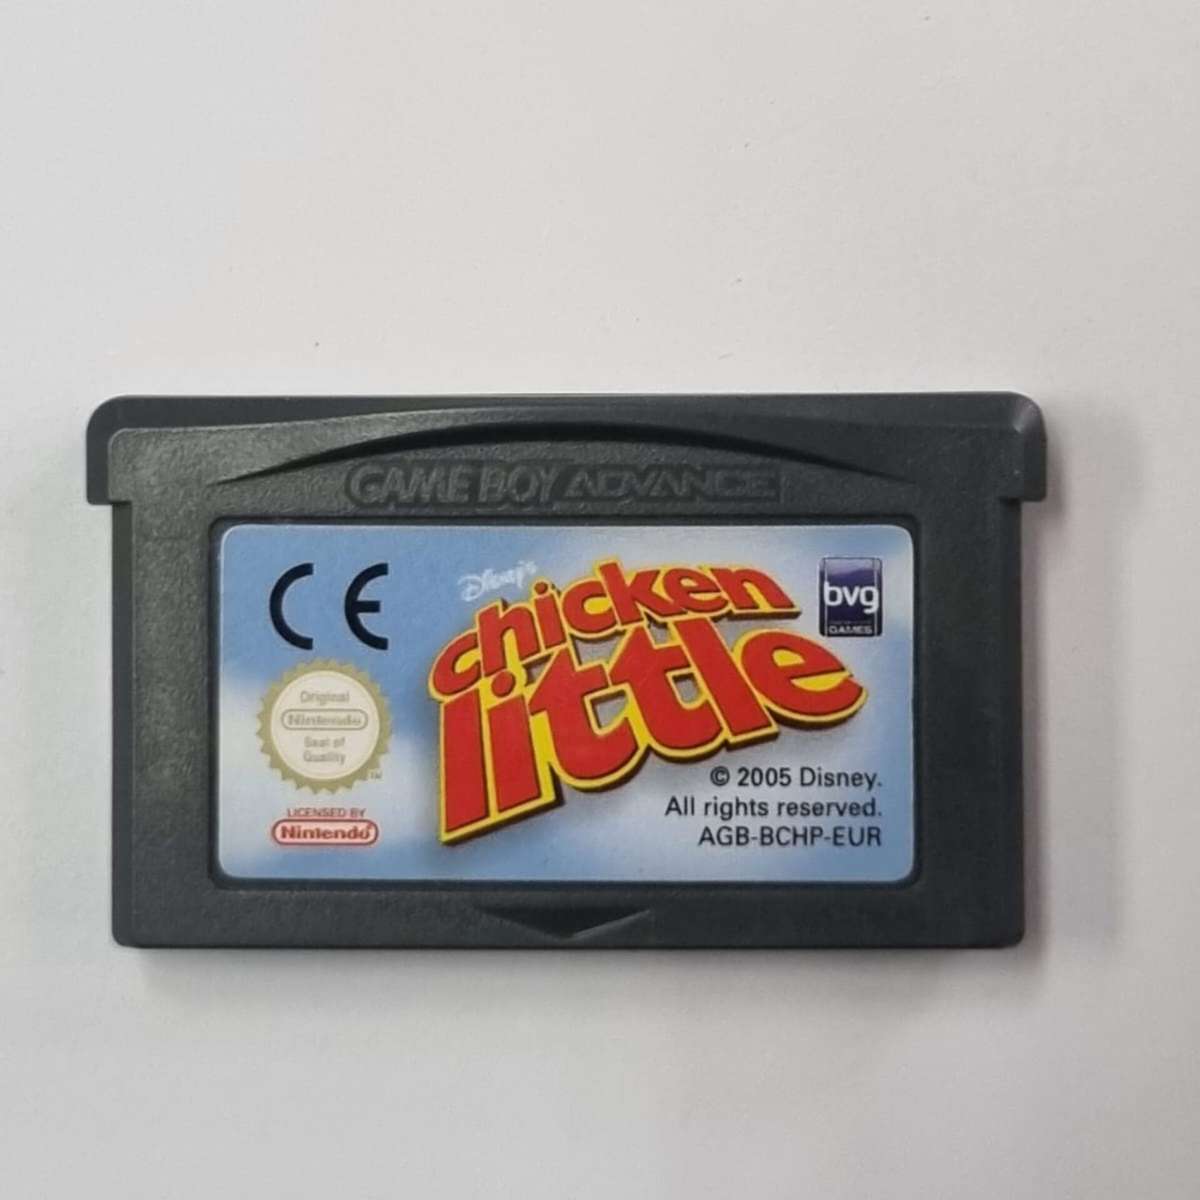 GAME BOY ADVANCE
CE
Disney's
chicken
little
bvg
GAMES
Original
Nintendo
Seal of
Quality
TM
LICENSED BY
Nintendo
© 2005 Disney.
All rights reserved.
AGB-BCHP-EUR